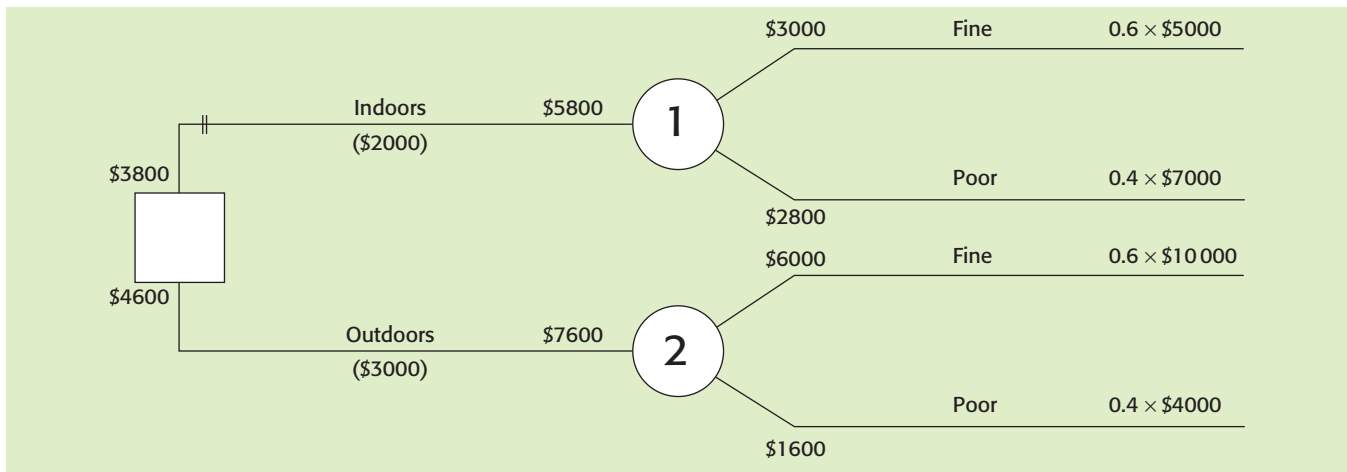 $3000 Fine 0.6 × $5000
Indoors $5800
1
($2000)
$3800
Poor 0.4 × $7000
$2800
$6000 Fine 0.6 × $10 000
$4600
Outdoors $7600
2
($3000)
Poor 0.4 × $4000
$1600